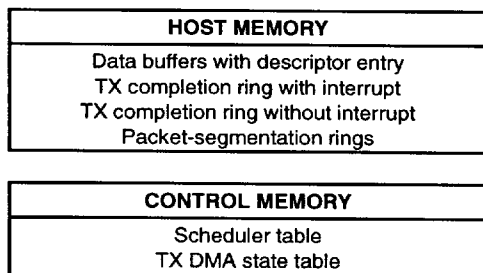 HOST MEMORY
Data buffers with descriptor entry
TX completion ring with interrupt
TX completion ring without interrupt
Packet-segmentation rings
CONTROL MEMORY
Scheduler table
TX DMA state table